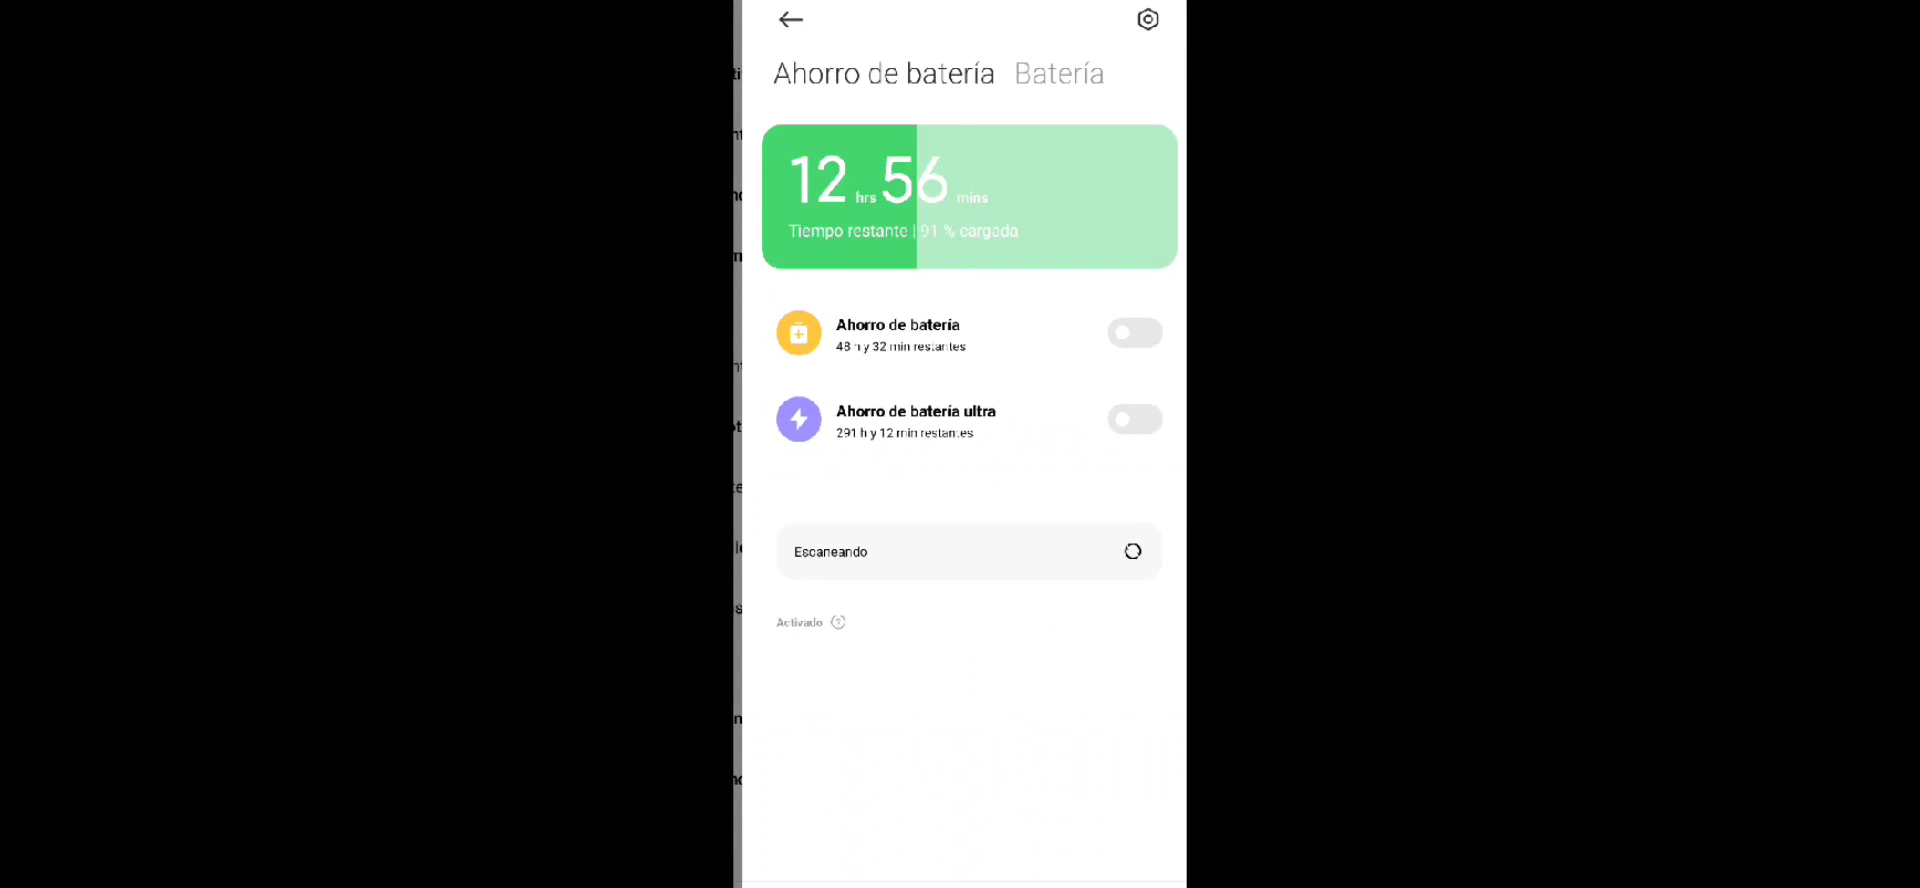 Ahorro de batería Batería
12 hrs 56 mins
Tiempo restante | 91 % cargada
Ahorro de batería
48 h y 32 min restantes
Ahorro de batería ultra
291 h y 12 min restantes
Escaneando
Activado